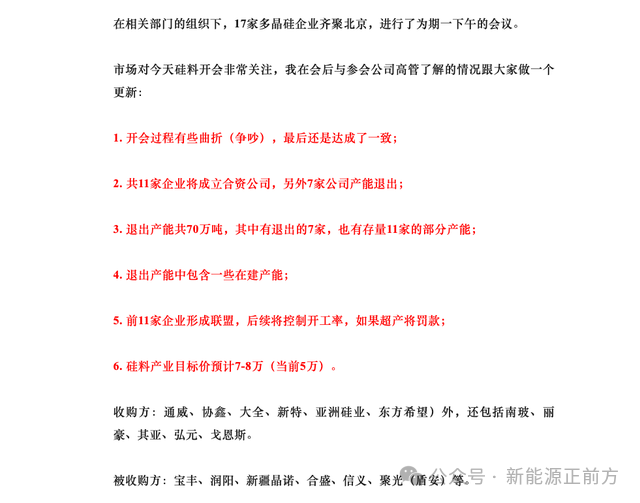 在相关部门的组织下，17家多晶硅企业齐聚北京，进行了为期一下午的会议。
市场对今天硅料开会非常关注，我在会后与参会公司高管了解的情况跟大家做一个
更新：
1. 开会过程有些曲折（争吵），最后还是达成了一致；
2. 共11家企业将成立合资公司，另外7家公司产能退出；
3. 退出产能共70万吨，其中有退出的7家，也有存量11家的部分产能；
4. 退出产能中包含一些在建产能；
5. 前11家企业形成联盟，后续将控制开工率，如果超产将罚款；
6. 硅料产业目标价预计7-8万（当前5万）。
收购方：通威、协鑫、大全、新特、亚洲硅业、东方希望）外，还包括南玻、丽
豪、其亚、弘元、戈恩斯。
被收购方：宝丰、润阳、新疆晶诺、合盛、信义、聚光（盾安）等。
公众号·新能源正前方